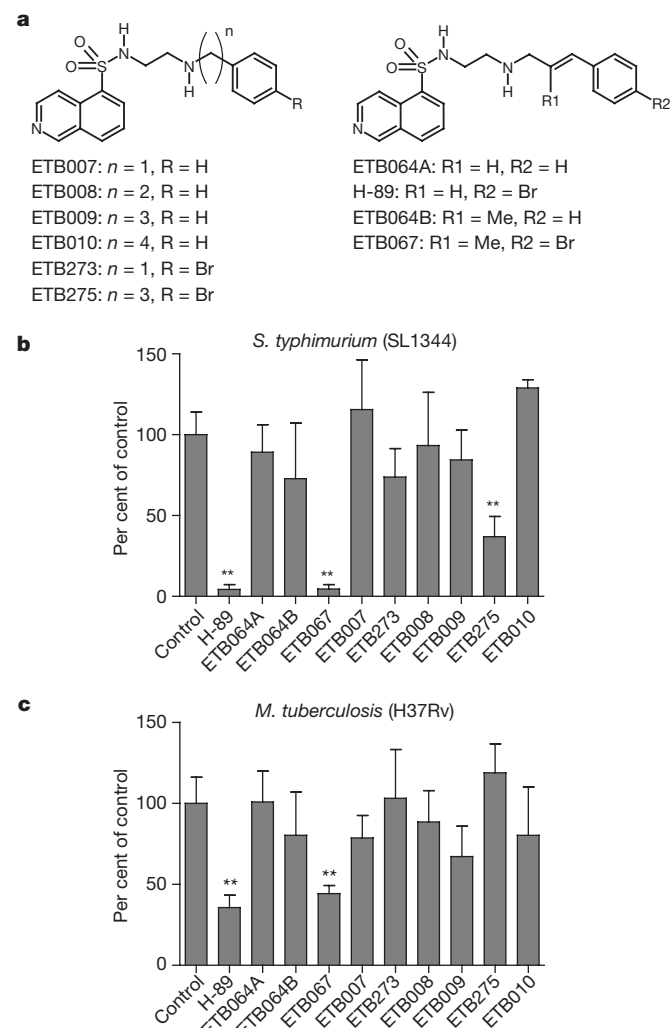 a
H
N
O
O
S
N
H
n
R
N
ETB007: n = 1, R = H
ETB008: n = 2, R = H
ETB009: n = 3, R = H
ETB010: n = 4, R = H
ETB273: n = 1, R = Br
ETB275: n = 3, R = Br
H
N
O
O
S
N
H
R1
R2
N
ETB064A: R1 = H, R2 = H
H-89: R1 = H, R2 = Br
ETB064B: R1 = Me, R2 = H
ETB067: R1 = Me, R2 = Br
b
S. typhimurium (SL1344)
Per cent of control
150
100
50
0
**
**
**
Control
H-89
ETB064A
ETB064B
ETB067
ETB007
ETB273
ETB008
ETB009
ETB275
ETB010
c
M. tuberculosis (H37Rv)
Per cent of control
150
100
50
0
**
**
Control
H-89
ETB064A
ETB064B
ETB067
ETB007
ETB273
ETB008
ETB009
ETB275
ETB010